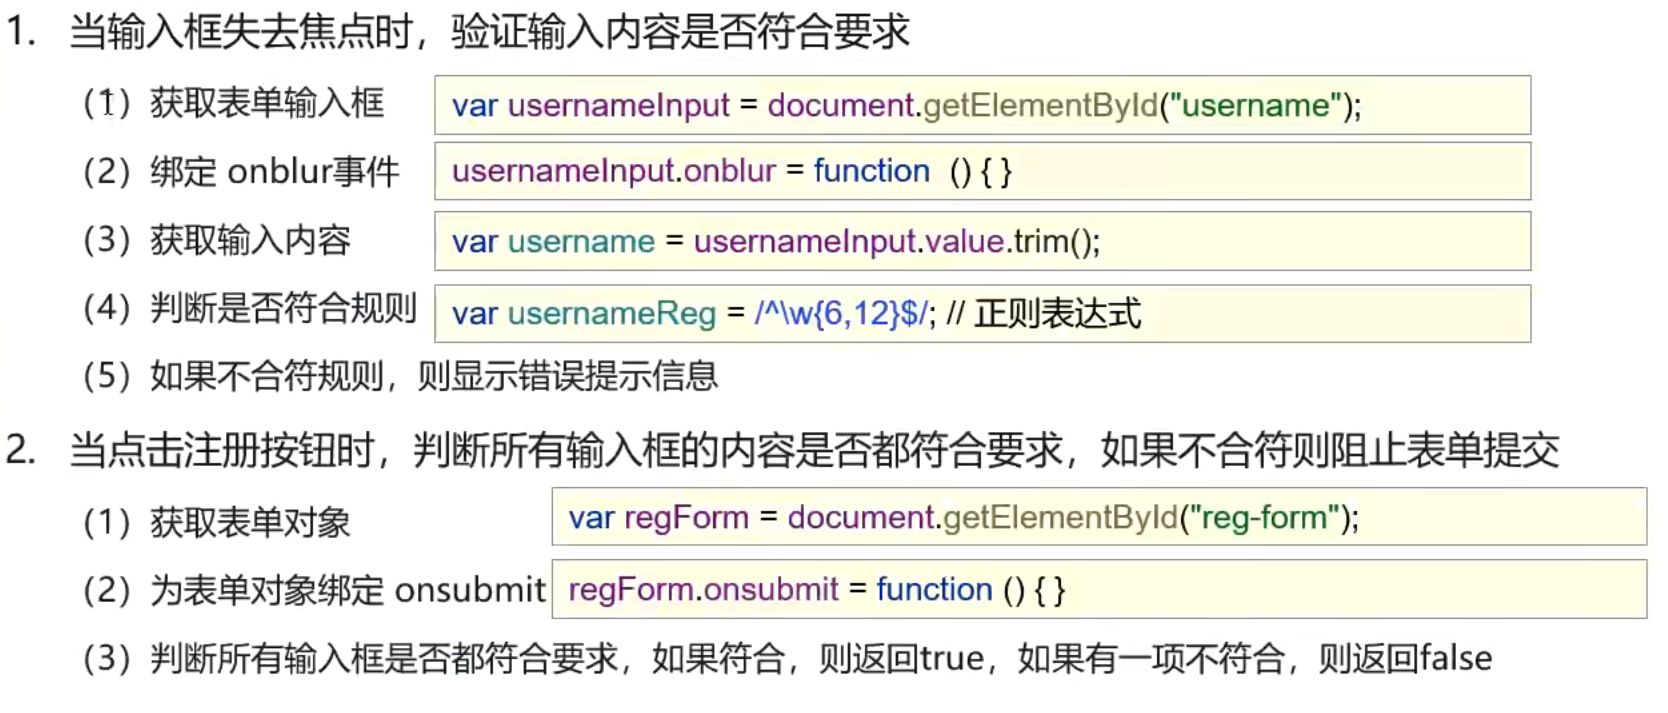 1. 当输入框失去焦点时，验证输入内容是否符合要求
（1）获取表单输入框 var usernameInput = document.getElementById("username");
（2）绑定 onblur事件 usernameInput.onblur = function () { }
（3）获取输入内容 var username = usernameInput.value.trim();
（4）判断是否符合规则 var usernameReg = /^\w{6,12}$/; // 正则表达式
（5）如果不合符规则，则显示错误提示信息
2. 当点击注册按钮时，判断所有输入框的内容是否都符合要求，如果不合符则阻止表单提交
（1）获取表单对象 var regForm = document.getElementById("reg-form");
（2）为表单对象绑定 onsubmit regForm.onsubmit = function () { }
（3）判断所有输入框是否都符合要求，如果符合，则返回true，如果有一项不符合，则返回false